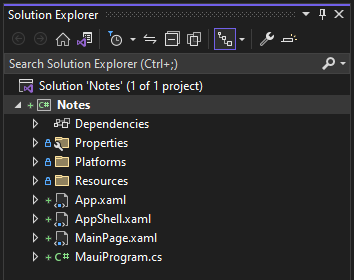 Solution Explorer
Search Solution Explorer (Ctrl+;)
Solution 'Notes' (1 of 1 project)
C# Notes
Dependencies
Properties
Platforms
Resources
App.xaml
AppShell.xaml
MainPage.xaml
C# MauiProgram.cs